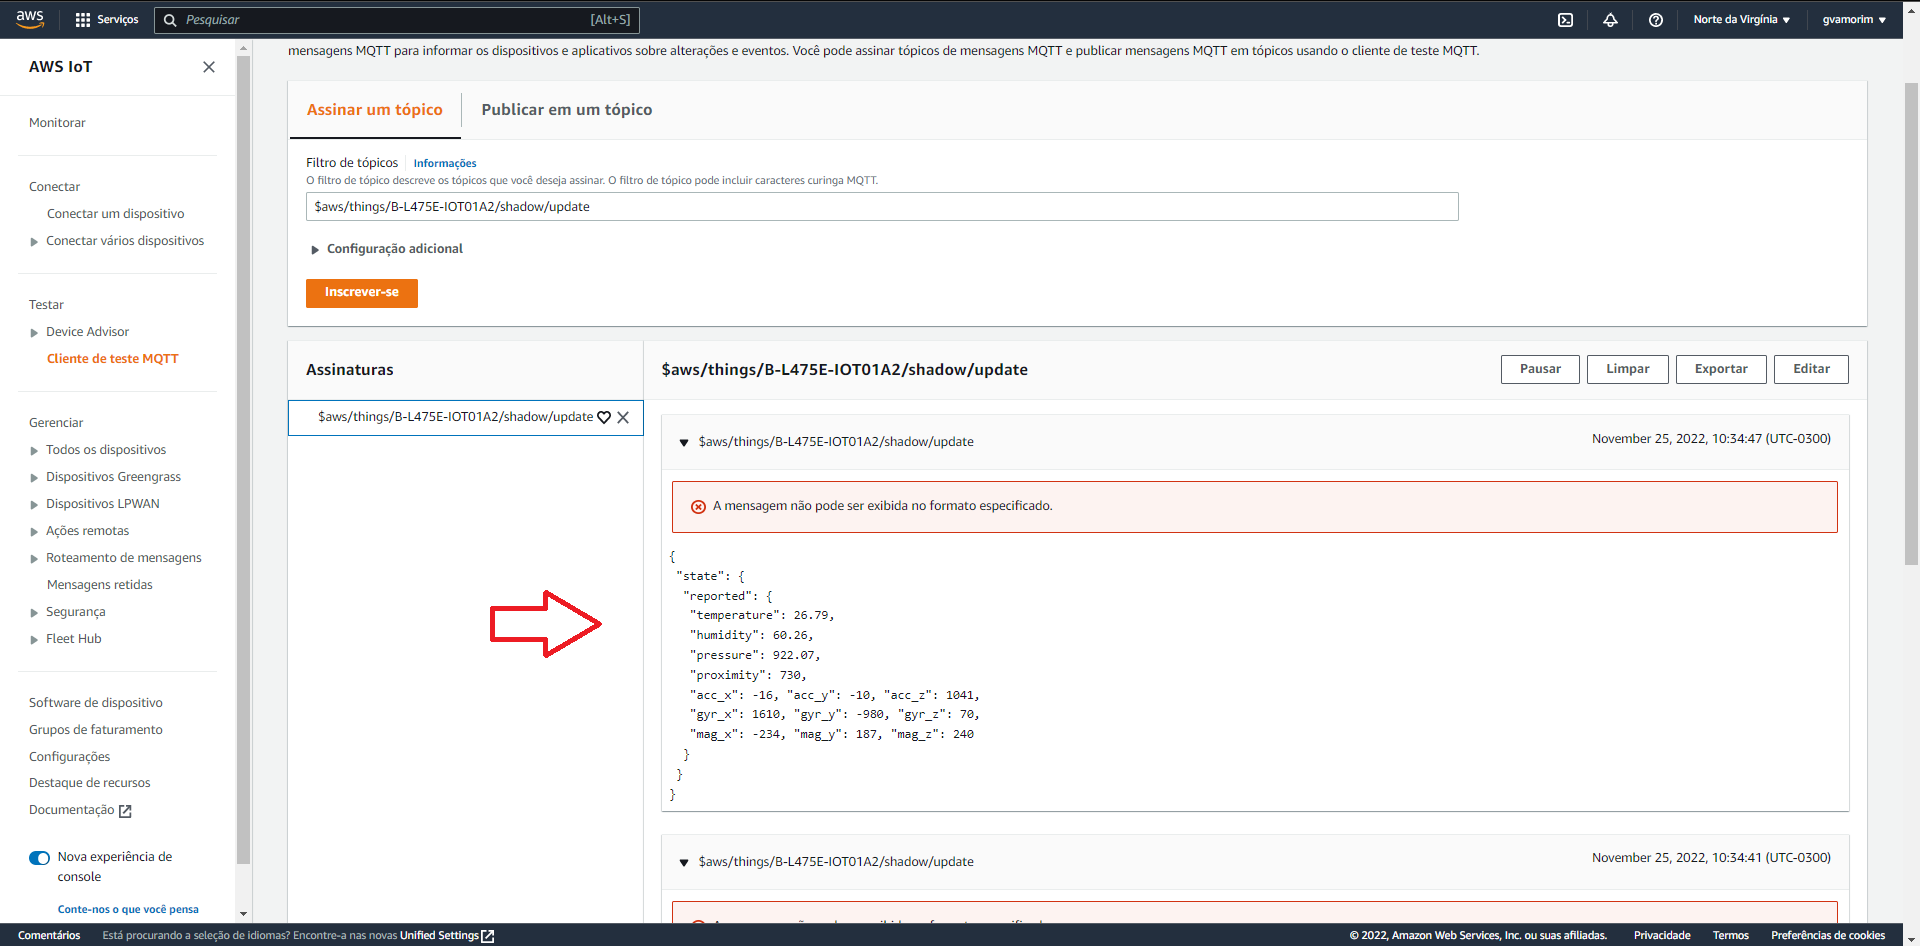 aws
Serviços
Pesquisar
[Alt+S]
Norte da Virgínia
gvamorim
AWS IoT
Monitorar
Conectar
Conectar um dispositivo
Conectar vários dispositivos
Testar
Device Advisor
Cliente de teste MQTT
Gerenciar
Todos os dispositivos
Dispositivos Greengrass
Dispositivos LPWAN
Ações remotas
Roteamento de mensagens
Mensagens retidas
Segurança
Fleet Hub
Software de dispositivo
Grupos de faturamento
Configurações
Destaque de recursos
Documentação
Nova experiência de
console
Conte-nos o que você pensa
mensagens MQTT para informar os dispositivos e aplicativos sobre alterações e eventos. Você pode assinar tópicos de mensagens MQTT e publicar mensagens MQTT em tópicos usando o cliente de teste MQTT.
Assinar um tópico
Publicar em um tópico
Filtro de tópicos
Informações
O filtro de tópico descreve os tópicos que você deseja assinar. O filtro de tópico pode incluir caracteres curinga MQTT.
$aws/things/B-L475E-IOT01A2/shadow/update
Configuração adicional
Inscrever-se
Assinaturas
$aws/things/B-L475E-IOT01A2/shadow/update
$aws/things/B-L475E-IOT01A2/shadow/update
Pausar
Limpar
Exportar
Editar
$aws/things/B-L475E-IOT01A2/shadow/update
November 25, 2022, 10:34:47 (UTC-0300)
A mensagem não pode ser exibida no formato especificado.
{
"state": {
"reported": {
"temperature": 26.79,
"humidity": 60.26,
"pressure": 922.07,
"proximity": 730,
"acc_x": -16, "acc_y": -10, "acc_z": 1041,
"gyr_x": 1610, "gyr_y": -980, "gyr_z": 70,
"mag_x": -234, "mag_y": 187, "mag_z": 240
}
}
}
$aws/things/B-L475E-IOT01A2/shadow/update
November 25, 2022, 10:34:41 (UTC-0300)
Comentários
Está procurando a seleção de idiomas? Encontre-a nas novas Unified Settings
© 2022, Amazon Web Services, Inc. ou suas afiliadas.
Privacidade
Termos
Preferências de cookies